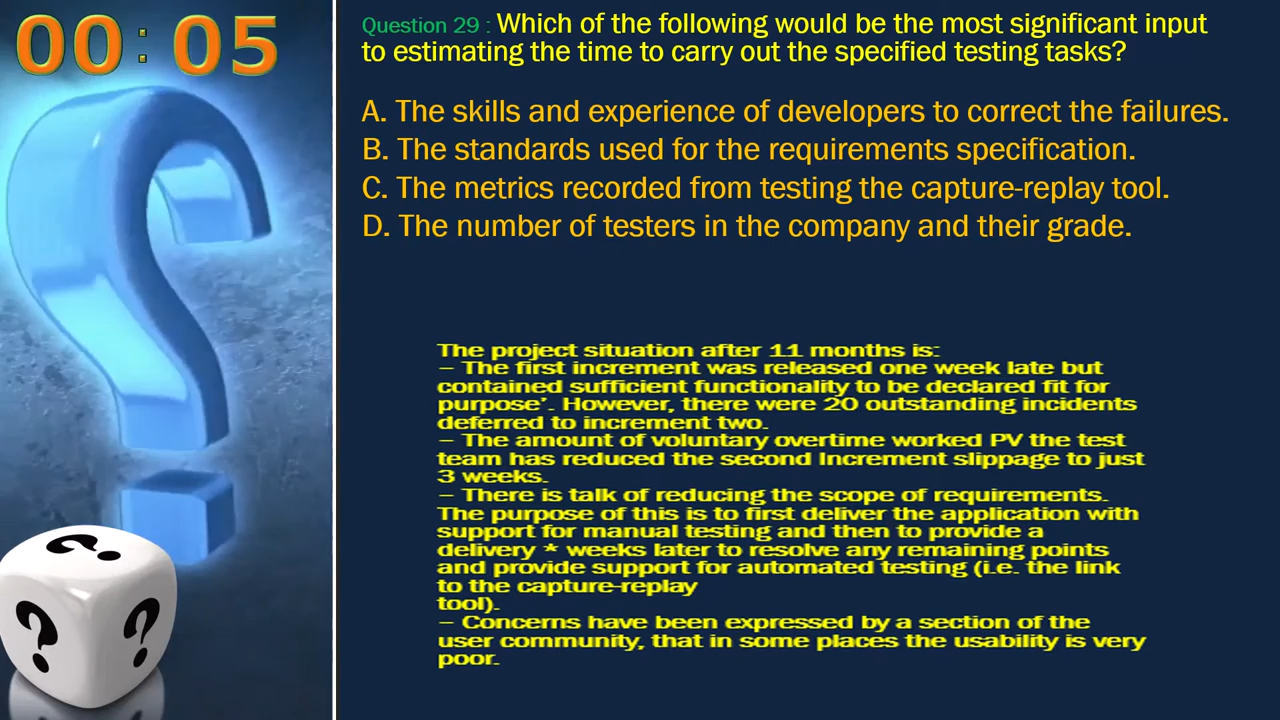 00:05
Question 29 : Which of the following would be the most significant input
to estimating the time to carry out the specified testing tasks?
A. The skills and experience of developers to correct the failures.
B. The standards used for the requirements specification.
C. The metrics recorded from testing the capture-replay tool.
D. The number of testers in the company and their grade.
The project situation after 11 months is:
– The first increment was released one week late but
contained sufficient functionality to be declared fit for
purpose'. However, there were 20 outstanding incidents
deferred to increment two.
– The amount of voluntary overtime worked PV the test
team has reduced the second Increment slippage to just
3 weeks.
– There is talk of reducing the scope of requirements.
The purpose of this is to first deliver the application with
support for manual testing and then to provide a
delivery * weeks later to resolve any remaining points
and provide support for automated testing (i.e. the link
to the capture-replay
tool).
– Concerns have been expressed by a section of the
user community, that in some places the usability is very
poor.